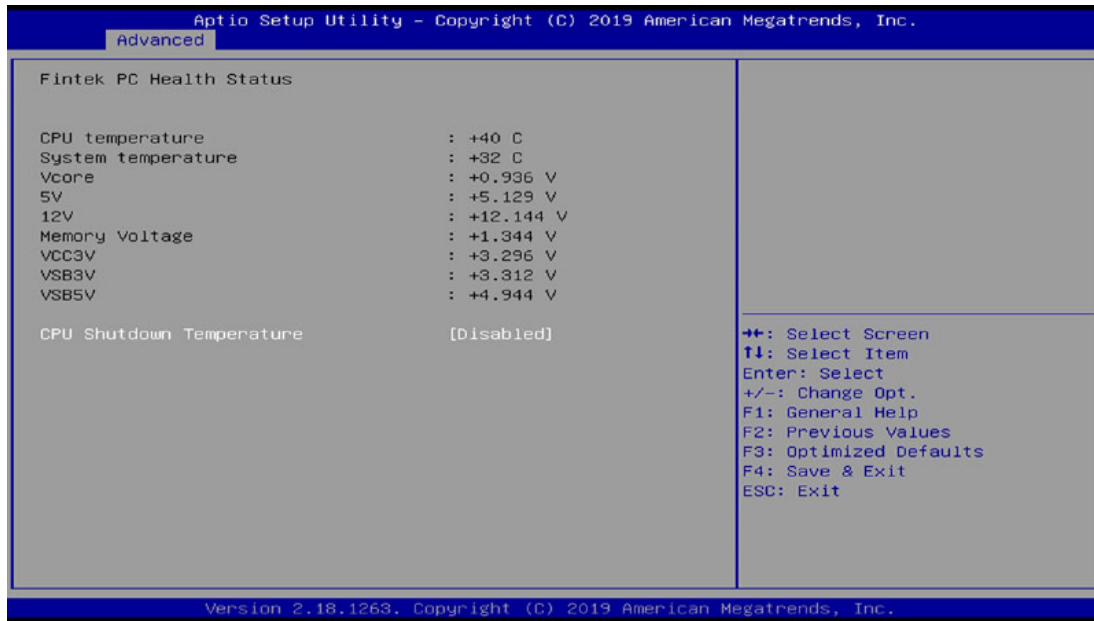 Aptio Setup Utility – Copyright (C) 2019 American Megatrends, Inc.
Advanced
Fintek PC Health Status
CPU temperature : +40 C
System temperature : +32 C
Vcore : +0.936 V
5V : +5.129 V
12V : +12.144 V
Memory Voltage : +1.344 V
VCC3V : +3.296 V
VSB3V : +3.312 V
VSB5V : +4.944 V
CPU Shutdown Temperature [Disabled]
→←: Select Screen
↑↓: Select Item
Enter: Select
+/-: Change Opt.
F1: General Help
F2: Previous Values
F3: Optimized Defaults
F4: Save & Exit
ESC: Exit
Version 2.18.1263. Copyright (C) 2019 American Megatrends, Inc.